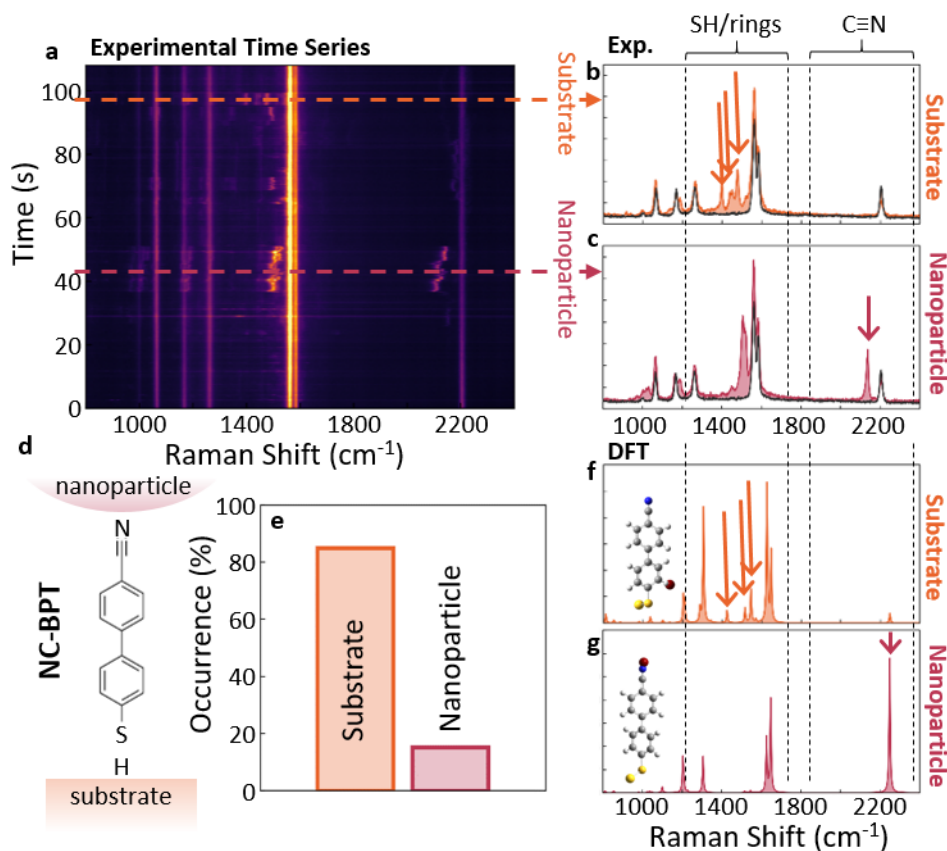 a Experimental Time Series
Time (s)
100
80
60
40
20
0
1000 1400 1800 2200
Raman Shift (cm⁻¹)
Substrate
Nanoparticle
SH/rings
C≡N
Exp.
b
Substrate
c
Nanoparticle
1000 1400 1800 2200
d
nanoparticle
N
S
H
substrate
NC-BPT
e
Occurrence (%)
100
80
60
40
20
0
Substrate
Nanoparticle
DFT
f
Substrate
g
Nanoparticle
1000 1400 1800 2200
Raman Shift (cm⁻¹)